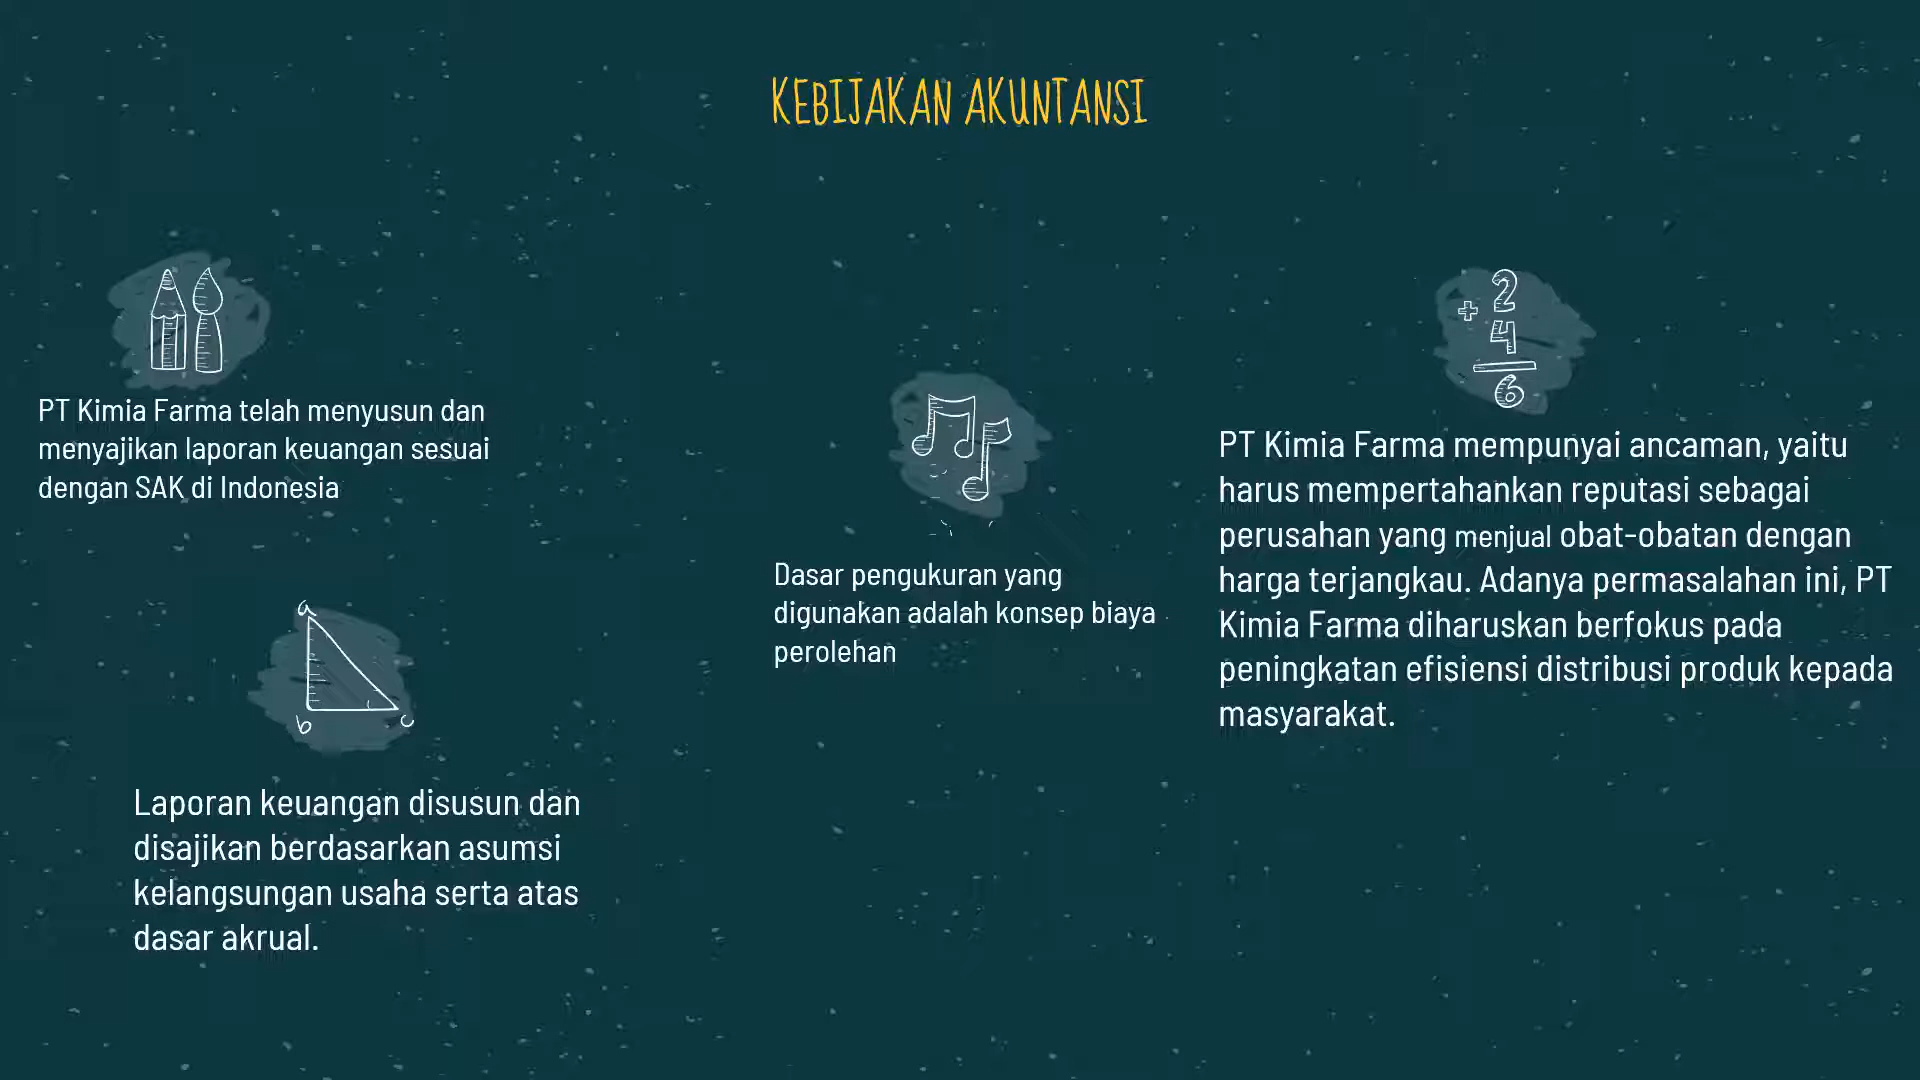 KEBIJAKAN AKUNTANSI
PT Kimia Farma telah menyusun dan
menyajikan laporan keuangan sesuai
dengan SAK di Indonesia
a
b
c
Laporan keuangan disusun dan
disajikan berdasarkan asumsi
kelangsungan usaha serta atas
dasar akrual.
Dasar pengukuran yang
digunakan adalah konsep biaya
perolehan
2
+
4
6
PT Kimia Farma mempunyai ancaman, yaitu
harus mempertahankan reputasi sebagai
perusahan yang menjual obat-obatan dengan
harga terjangkau. Adanya permasalahan ini, PT
Kimia Farma diharuskan berfokus pada
peningkatan efisiensi distribusi produk kepada
masyarakat.